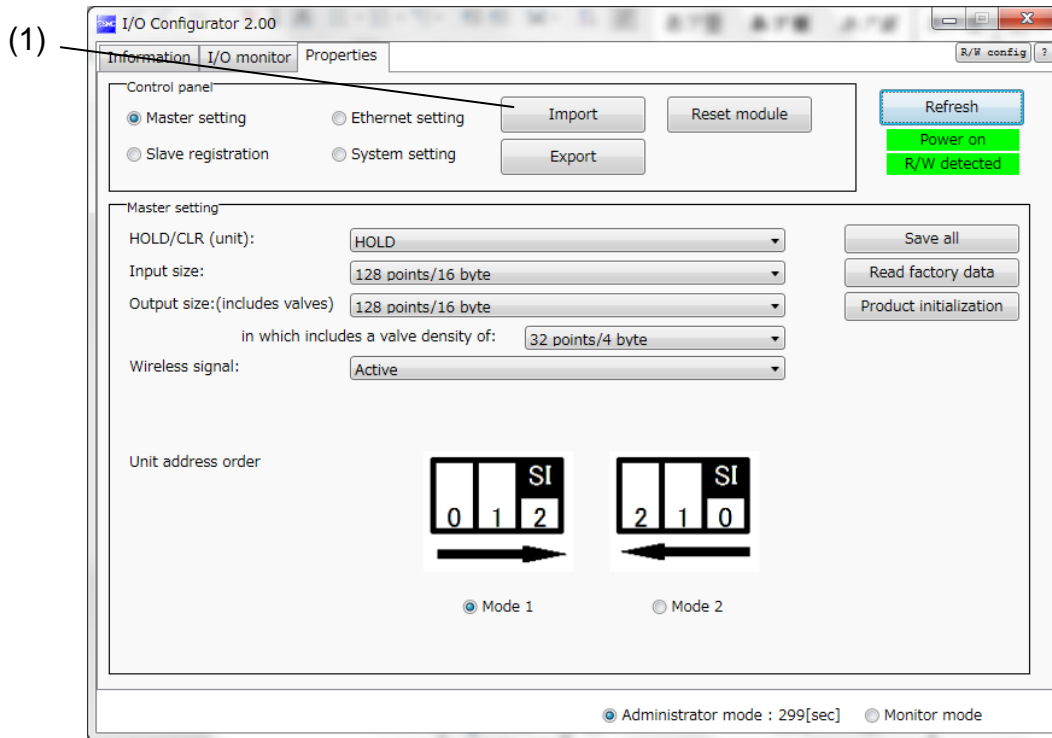 (1)
I/O Configurator 2.00
Information I/O monitor Properties R/W config ?
Control panel
Master setting Ethernet setting Import Reset module Refresh
Power on
Slave registration System setting Export R/W detected
Master setting
HOLD/CLR (unit): HOLD Save all
Input size: 128 points/16 byte Read factory data
Output size:(includes valves) 128 points/16 byte Product initialization
in which includes a valve density of: 32 points/4 byte
Wireless signal: Active
Unit address order
SI SI
0 1 2 2 1 0
Mode 1 Mode 2
Administrator mode : 299[sec] Monitor mode